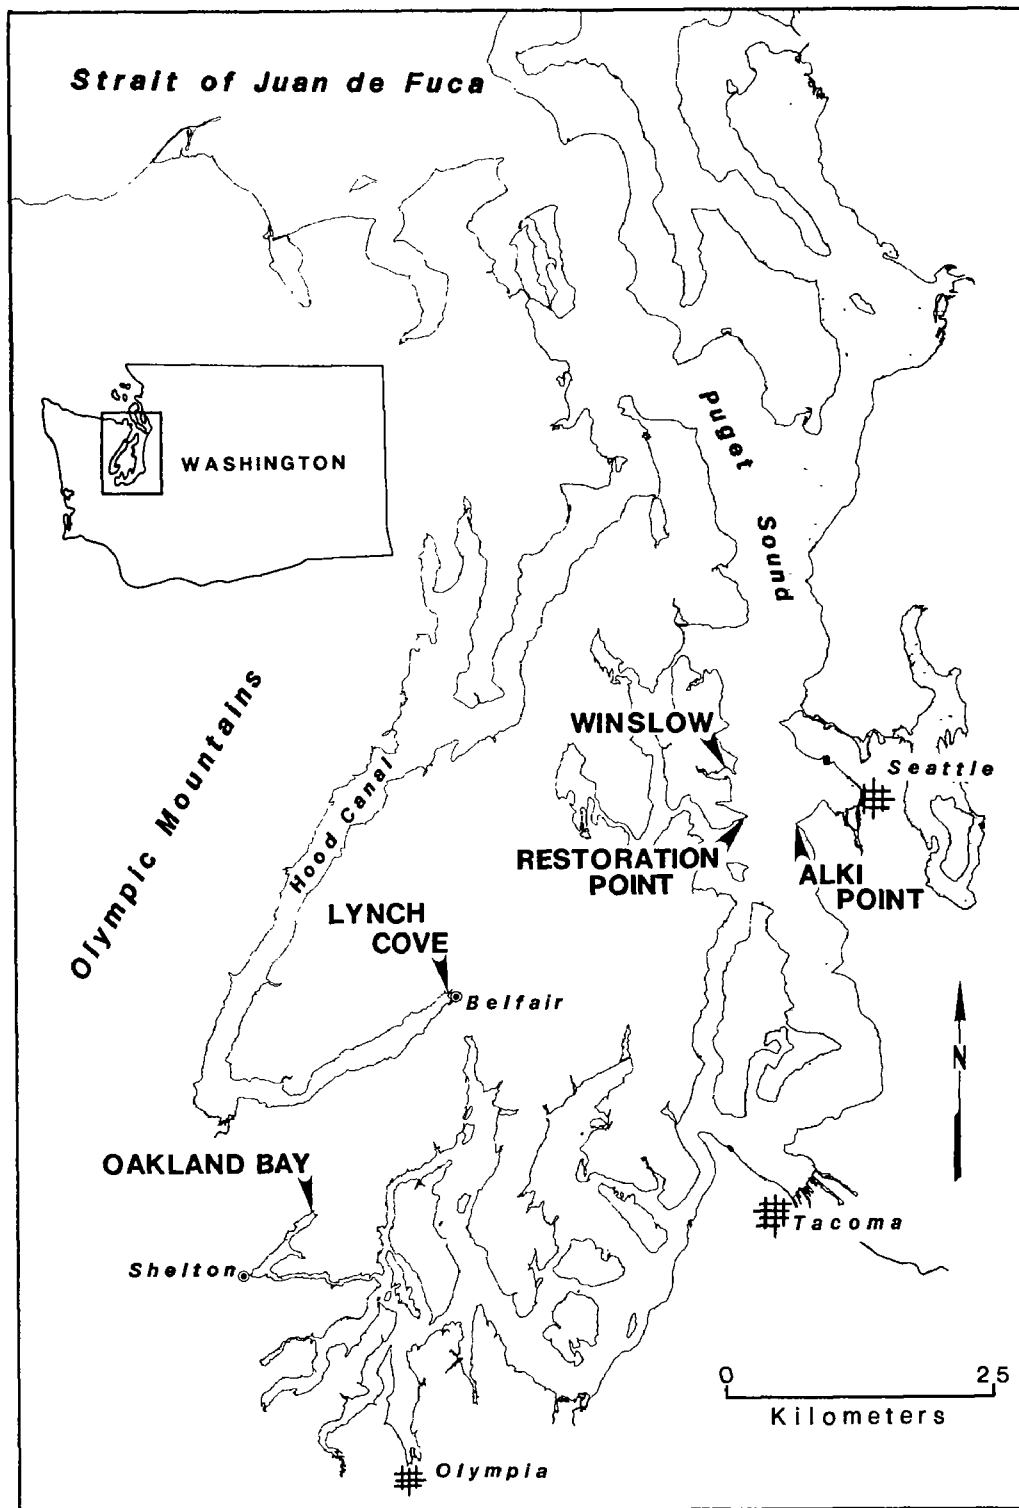 Strait of Juan de Fuca
Puget
Sound
WASHINGTON
Olympic Mountains
Hood Canal
WINSLOW
Seattle
RESTORATION
POINT
ALKI
POINT
LYNCH
COVE
Belfair
N
OAKLAND BAY
Shelton
Tacoma
0 25
Kilometers
Olympia